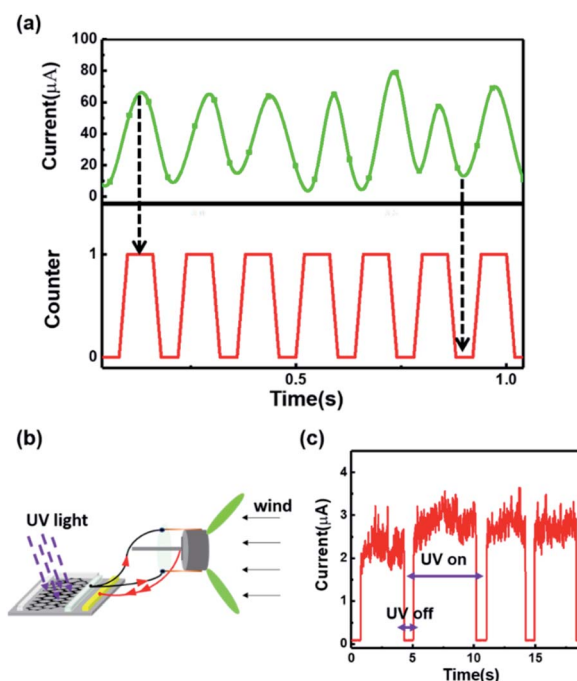 (a)
100
80
60
40
20
0
Current(μA)
1
0
Counter
0.5 1.0
Time(s)
(b)
UV light
wind
(c)
4
3
2
1
0
Current(μA)
UV on
UV off
0 5 10 15
Time(s)